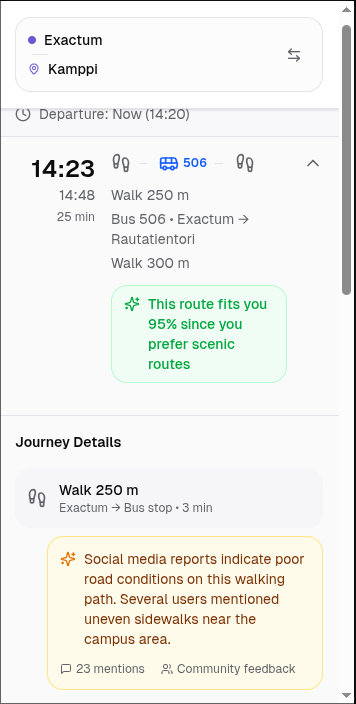 Exactum
Kamppi
Departure: Now (14:20)
14:23
506
14:48
25 min
Walk 250 m
Bus 506 • Exactum →
Rautatientori
Walk 300 m
This route fits you
95% since you
prefer scenic
routes
Journey Details
Walk 250 m
Exactum → Bus stop • 3 min
Social media reports indicate poor
road conditions on this walking
path. Several users mentioned
uneven sidewalks near the
campus area.
23 mentions Community feedback